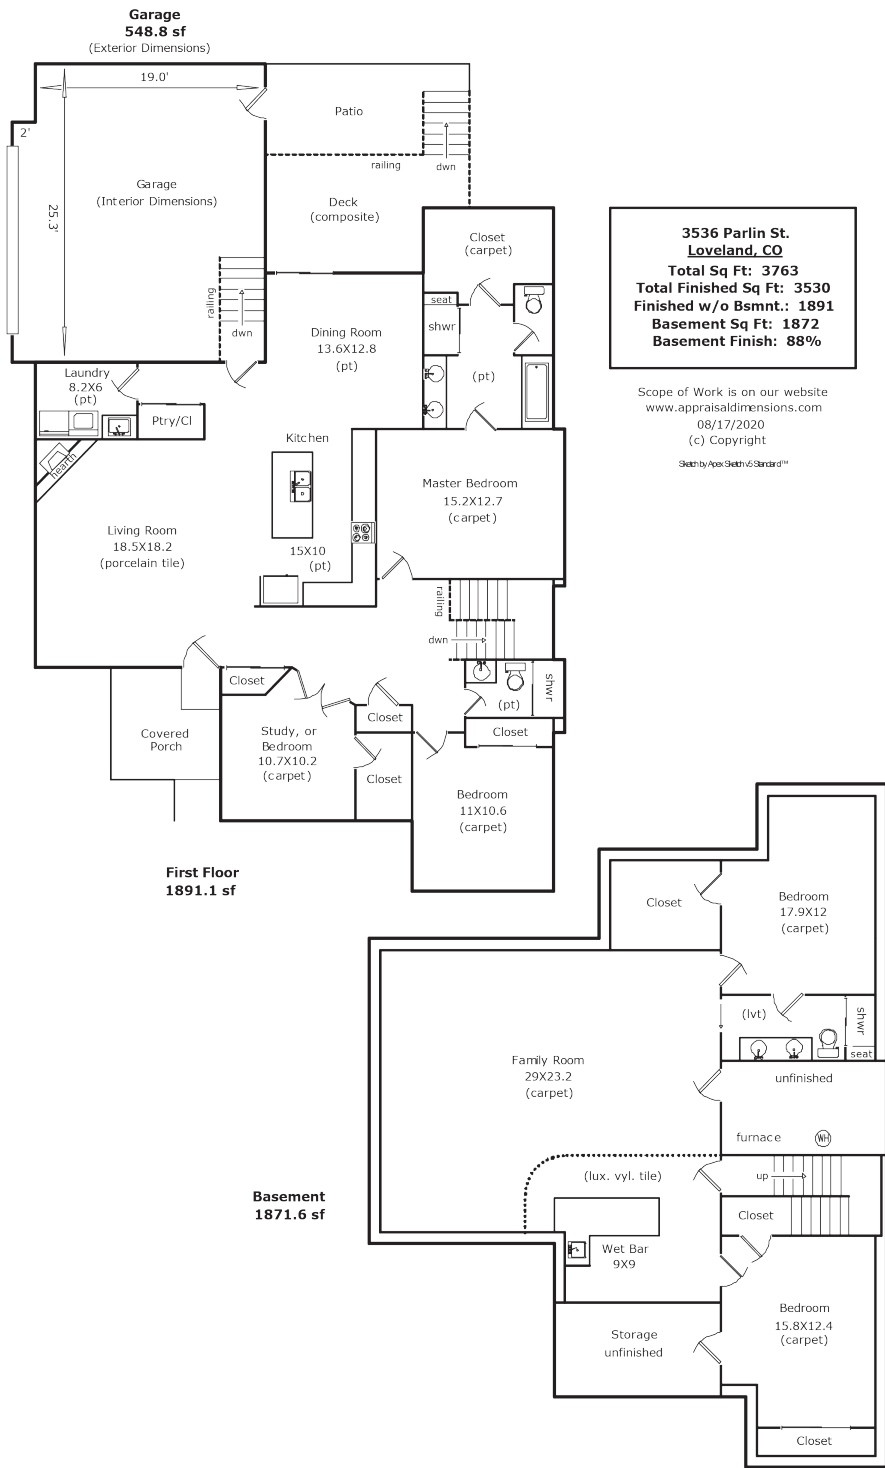 Garage
548.8 sf
(Exterior Dimensions)
19.0'
2'
25.3'
Garage
(Interior Dimensions)
railing
dwn
Patio
railing
dwn
Deck
(composite)
Closet
(carpet)
seat
shwr
(pt)
Dining Room
13.6X12.8
(pt)
Laundry
8.2X6
(pt)
Ptry/Cl
hearth
Kitchen
15X10
(pt)
Living Room
18.5X18.2
(porcelain tile)
Master Bedroom
15.2X12.7
(carpet)
railing
dwn
(pt)
shwr
Closet
Closet
Closet
Closet
Covered
Porch
Study, or
Bedroom
10.7X10.2
(carpet)
Bedroom
11X10.6
(carpet)
First Floor
1891.1 sf
3536 Parlin St.
Loveland, CO
Total Sq Ft: 3763
Total Finished Sq Ft: 3530
Finished w/o Bsmnt.: 1891
Basement Sq Ft: 1872
Basement Finish: 88%
Scope of Work is on our website
www.appraisaldimensions.com
08/17/2020
(c) Copyright
Sketch by Apex Sketch v5 Standard™
Closet
Bedroom
17.9X12
(carpet)
(lvt)
shwr
seat
Family Room
29X23.2
(carpet)
unfinished
furnace
WH
(lux. vyl. tile)
up
Closet
Wet Bar
9X9
Basement
1871.6 sf
Bedroom
15.8X12.4
(carpet)
Storage
unfinished
Closet